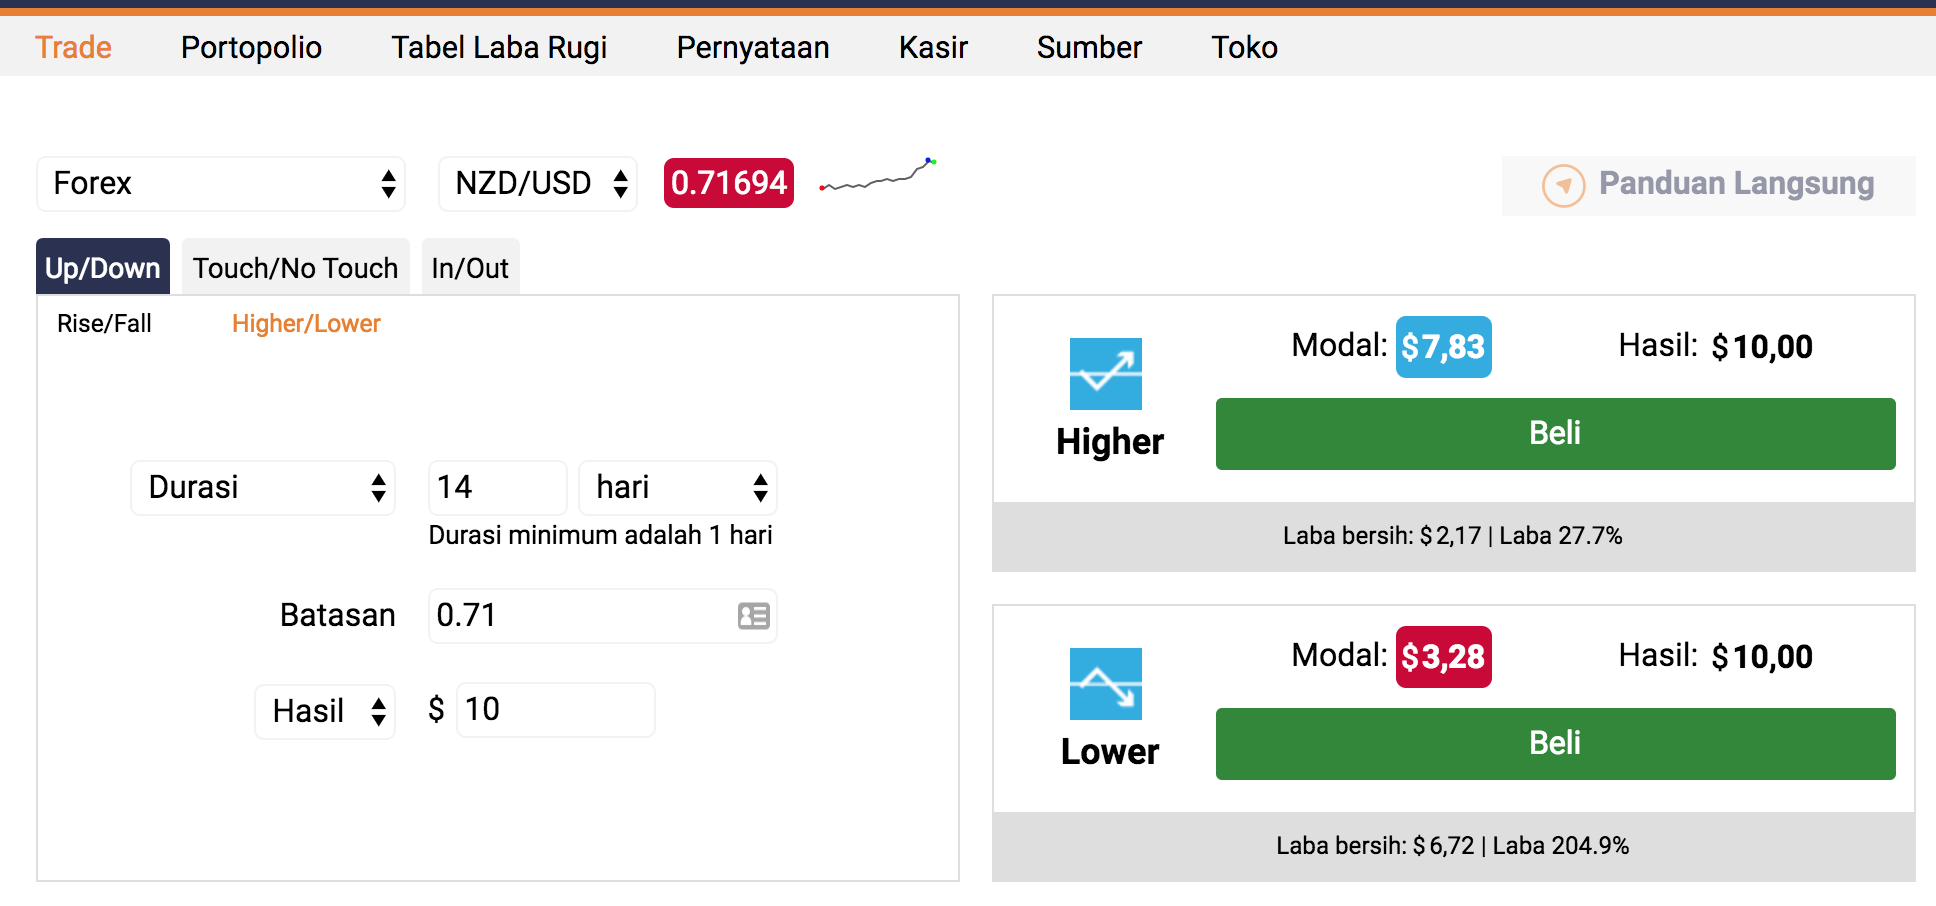 Trade Portopolio Tabel Laba Rugi Pernyataan Kasir Sumber Toko
Forex NZD/USD 0.71694 Panduan Langsung
Up/Down Touch/No Touch In/Out
Rise/Fall Higher/Lower
Durasi 14 hari
Durasi minimum adalah 1 hari
Batasan 0.71
Hasil $ 10
Modal: $7,83 Hasil: $10,00
Higher
Beli
Laba bersih: $2,17 | Laba 27.7%
Modal: $3,28 Hasil: $10,00
Lower
Beli
Laba bersih: $6,72 | Laba 204.9%